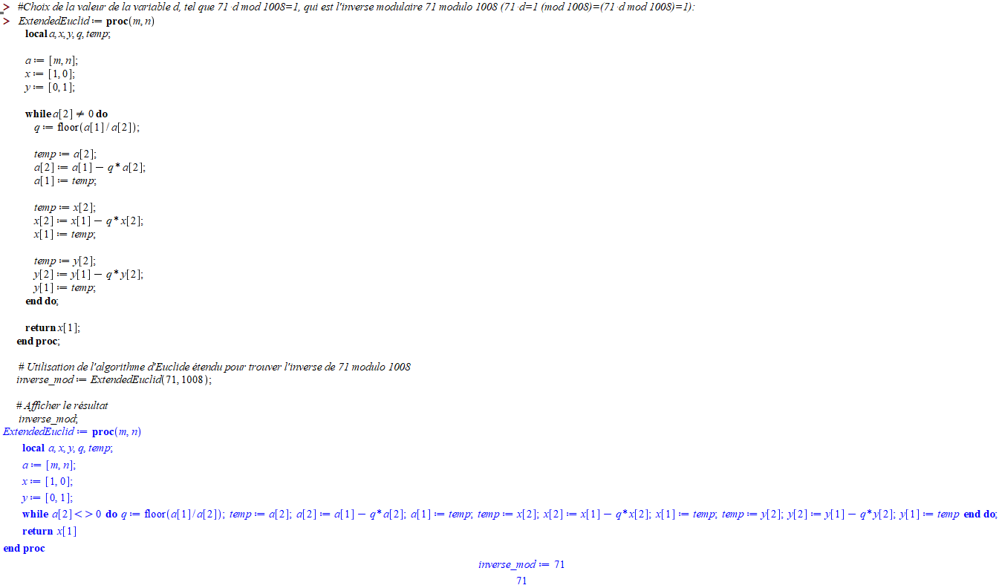 > #Choix de la valeur de la variable d, tel que 71·d mod 1008=1, qui est l'inverse modulaire 71 modulo 1008 (71·d=1 (mod 1008)=(71·d mod 1008)=1):
> ExtendedEuclid := proc(m, n)
local a, x, y, q, temp;
a := [m, n];
x := [1, 0];
y := [0, 1];
while a[2] ≠ 0 do
q := floor(a[1] / a[2]);
temp := a[2];
a[2] := a[1] − q * a[2];
a[1] := temp;
temp := x[2];
x[2] := x[1] − q * x[2];
x[1] := temp;
temp := y[2];
y[2] := y[1] − q * y[2];
y[1] := temp;
end do;
return x[1];
end proc;
# Utilisation de l'algorithme d'Euclide étendu pour trouver l'inverse de 71 modulo 1008
inverse_mod := ExtendedEuclid(71, 1008);
# Afficher le résultat
inverse_mod;
ExtendedEuclid := proc(m, n)
local a, x, y, q, temp;
a := [m, n];
x := [1, 0];
y := [0, 1];
while a[2] <> 0 do q := floor(a[1]/a[2]); temp := a[2]; a[2] := a[1] − q*a[2]; a[1] := temp; temp := x[2]; x[2] := x[1] − q*x[2]; x[1] := temp; temp := y[2]; y[2] := y[1] − q*y[2]; y[1] := temp end do;
return x[1]
end proc
inverse_mod := 71
71